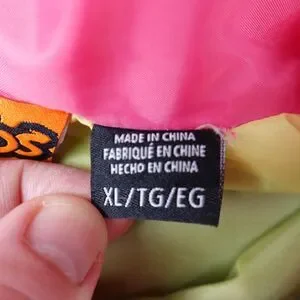 MADE IN CHINA
FABRIQUÉ EN CHINE
HECHO EN CHINA
XL/TG/EG